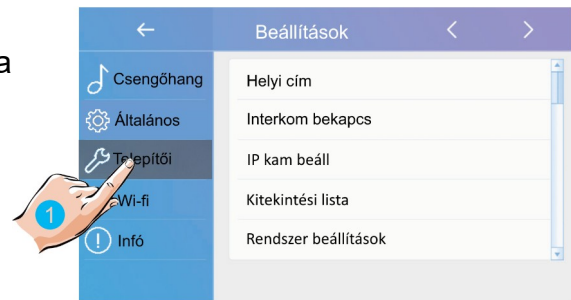 a
Beállítások
Csengőhang
Általános
Telepítői
Wi-fi
Infó
Helyi cím
Interkom bekapcs
IP kam beáll
Kitekintési lista
Rendszer beállítások
1